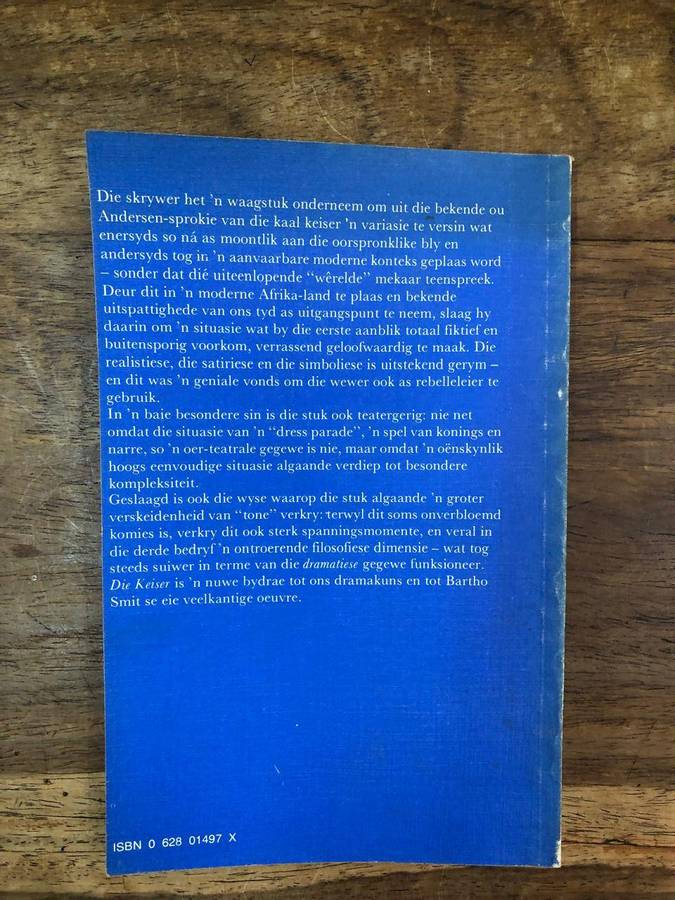 Die skrywer het 'n waagstuk onderneem om uit die bekende ou
Andersen-sprokie van die kaal keiser 'n variasie te versin wat
enersyds so ná as moontlik aan die oorspronklike bly en
andersyds tog in 'n aanvaarbare moderne konteks geplaas word
– sonder dat dié uiteenlopende “wêrelde” mekaar teenspreek.
Deur dit in 'n moderne Afrika-land te plaas en bekende
uitspattighede van ons tyd as uitgangspunt te neem, slaag hy
daarin om 'n situasie wat by die eerste aanblik totaal fiktief en
buitensporig voorkom, verrassend geloofwaardig te maak. Die
realistiese, die satiriese en die simboliese is uitstekend gerym –
en dit was 'n geniale vonds om die wewer ook as rebelleleier te
gebruik.
In 'n baie besondere sin is die stuk ook teatergerig: nie net
omdat die situasie van 'n “dress parade”, 'n spel van konings en
narre, so 'n oer-teatrale gegewe is nie, maar omdat 'n oënskynlik
hoogs eenvoudige situasie algaande verdiep tot besondere
kompleksiteit.
Geslaagd is ook die wyse waarop die stuk algaande 'n groter
verskeidenheid van “tone” verkry: terwyl dit soms onverbloemd
komies is, verkry dit ook sterk spanningsmomente, en veral in
die derde bedryf 'n ontroerende filosofiese dimensie – wat tog
steeds suiwer in terme van die dramatiese gegewe funksioneer.
Die Keiser is 'n nuwe bydrae tot ons dramakuns en tot Bartho
Smit se eie veelkantige oeuvre.
ISBN 0 628 01497 X